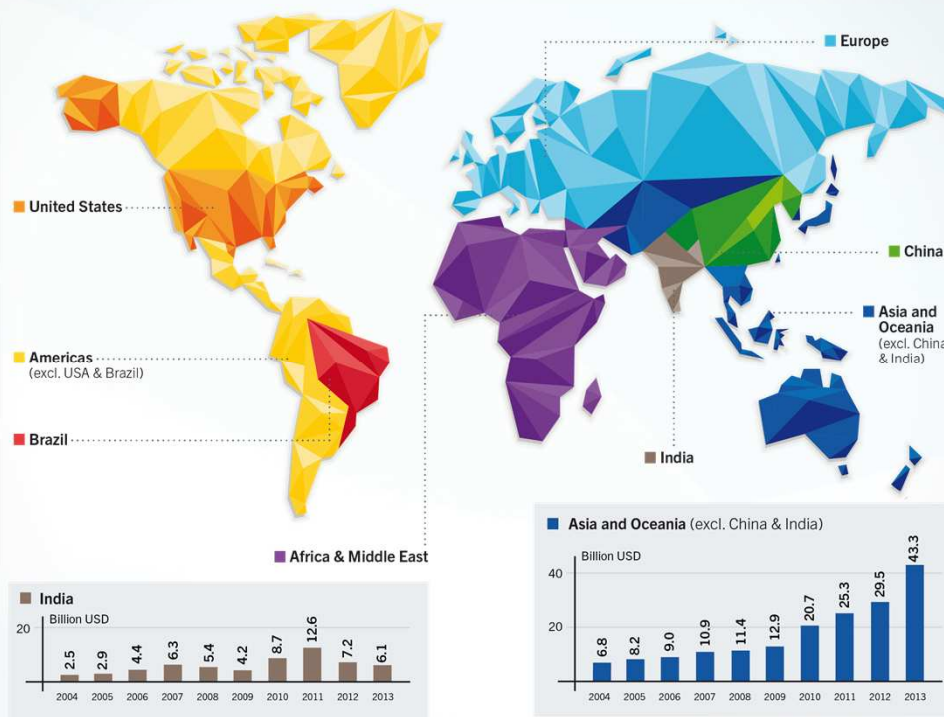 Europe
United States
China
Asia and
Oceania
(excl. China
& India)
Americas
(excl. USA & Brazil)
Brazil
India
Africa & Middle East
India
Billion USD
20
2.5 2.9 4.4 6.3 5.4 4.2 8.7 12.6 7.2 6.1
2004 2005 2006 2007 2008 2009 2010 2011 2012 2013
Asia and Oceania (excl. China & India)
Billion USD
40
20
6.8 8.2 9.0 10.9 11.4 12.9 20.7 25.3 29.5 43.3
2004 2005 2006 2007 2008 2009 2010 2011 2012 2013